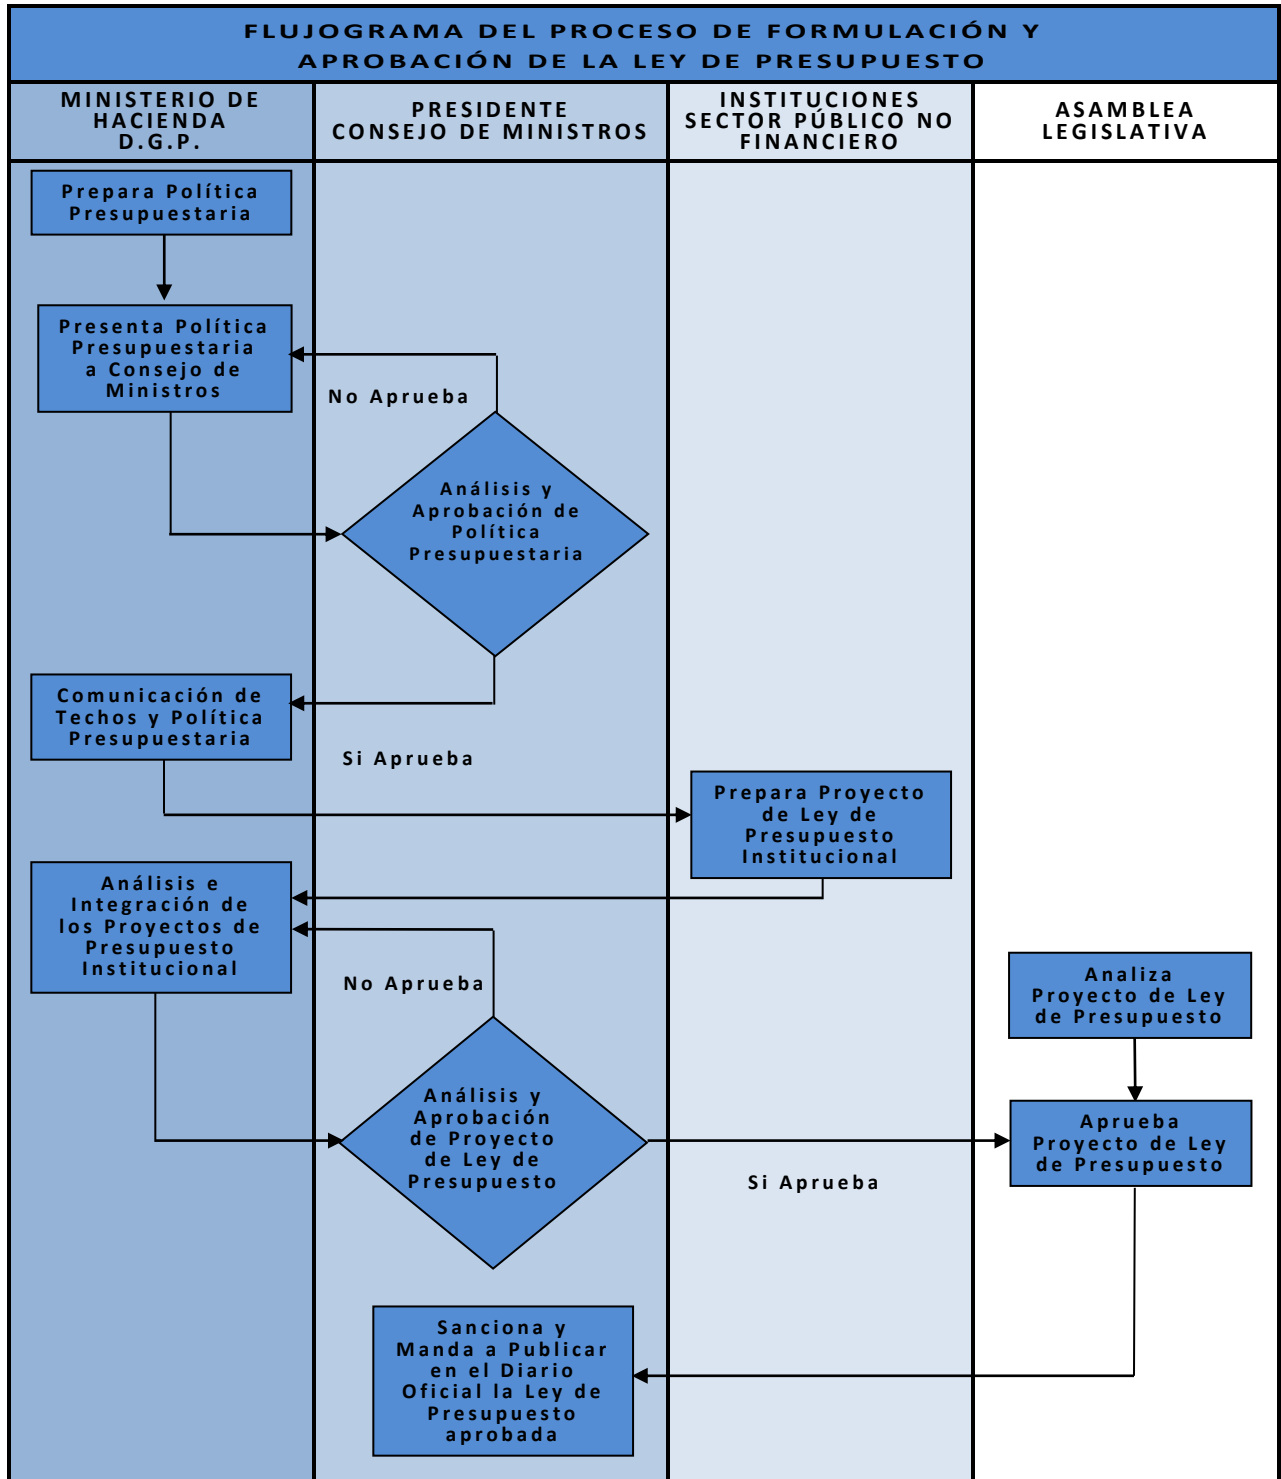 FLUJOGRAMA DEL PROCESO DE FORMULACIÓN Y
APROBACIÓN DE LA LEY DE PRESUPUESTO
MINISTERIO DE
HACIENDA
D.G.P.
PRESIDENTE
CONSEJO DE MINISTROS
INSTITUCIONES
SECTOR PÚBLICO NO
FINANCIERO
ASAMBLEA
LEGISLATIVA
Prepara Política
Presupuestaria
Presenta Política
Presupuestaria
a Consejo de
Ministros
No Aprueba
Análisis y
Aprobación de
Política
Presupuestaria
Comunicación de
Techos y Política
Presupuestaria
Si Aprueba
Prepara Proyecto
de Ley de
Presupuesto
Institucional
Análisis e
Integración de
los Proyectos de
Presupuesto
Institucional
No Aprueba
Analiza
Proyecto de Ley
de Presupuesto
Análisis y
Aprobación
de Proyecto
de Ley de
Presupuesto
Si Aprueba
Aprueba
Proyecto de Ley
de Presupuesto
Sanciona y
Manda a Publicar
en el Diario
Oficial la Ley de
Presupuesto
aprobada